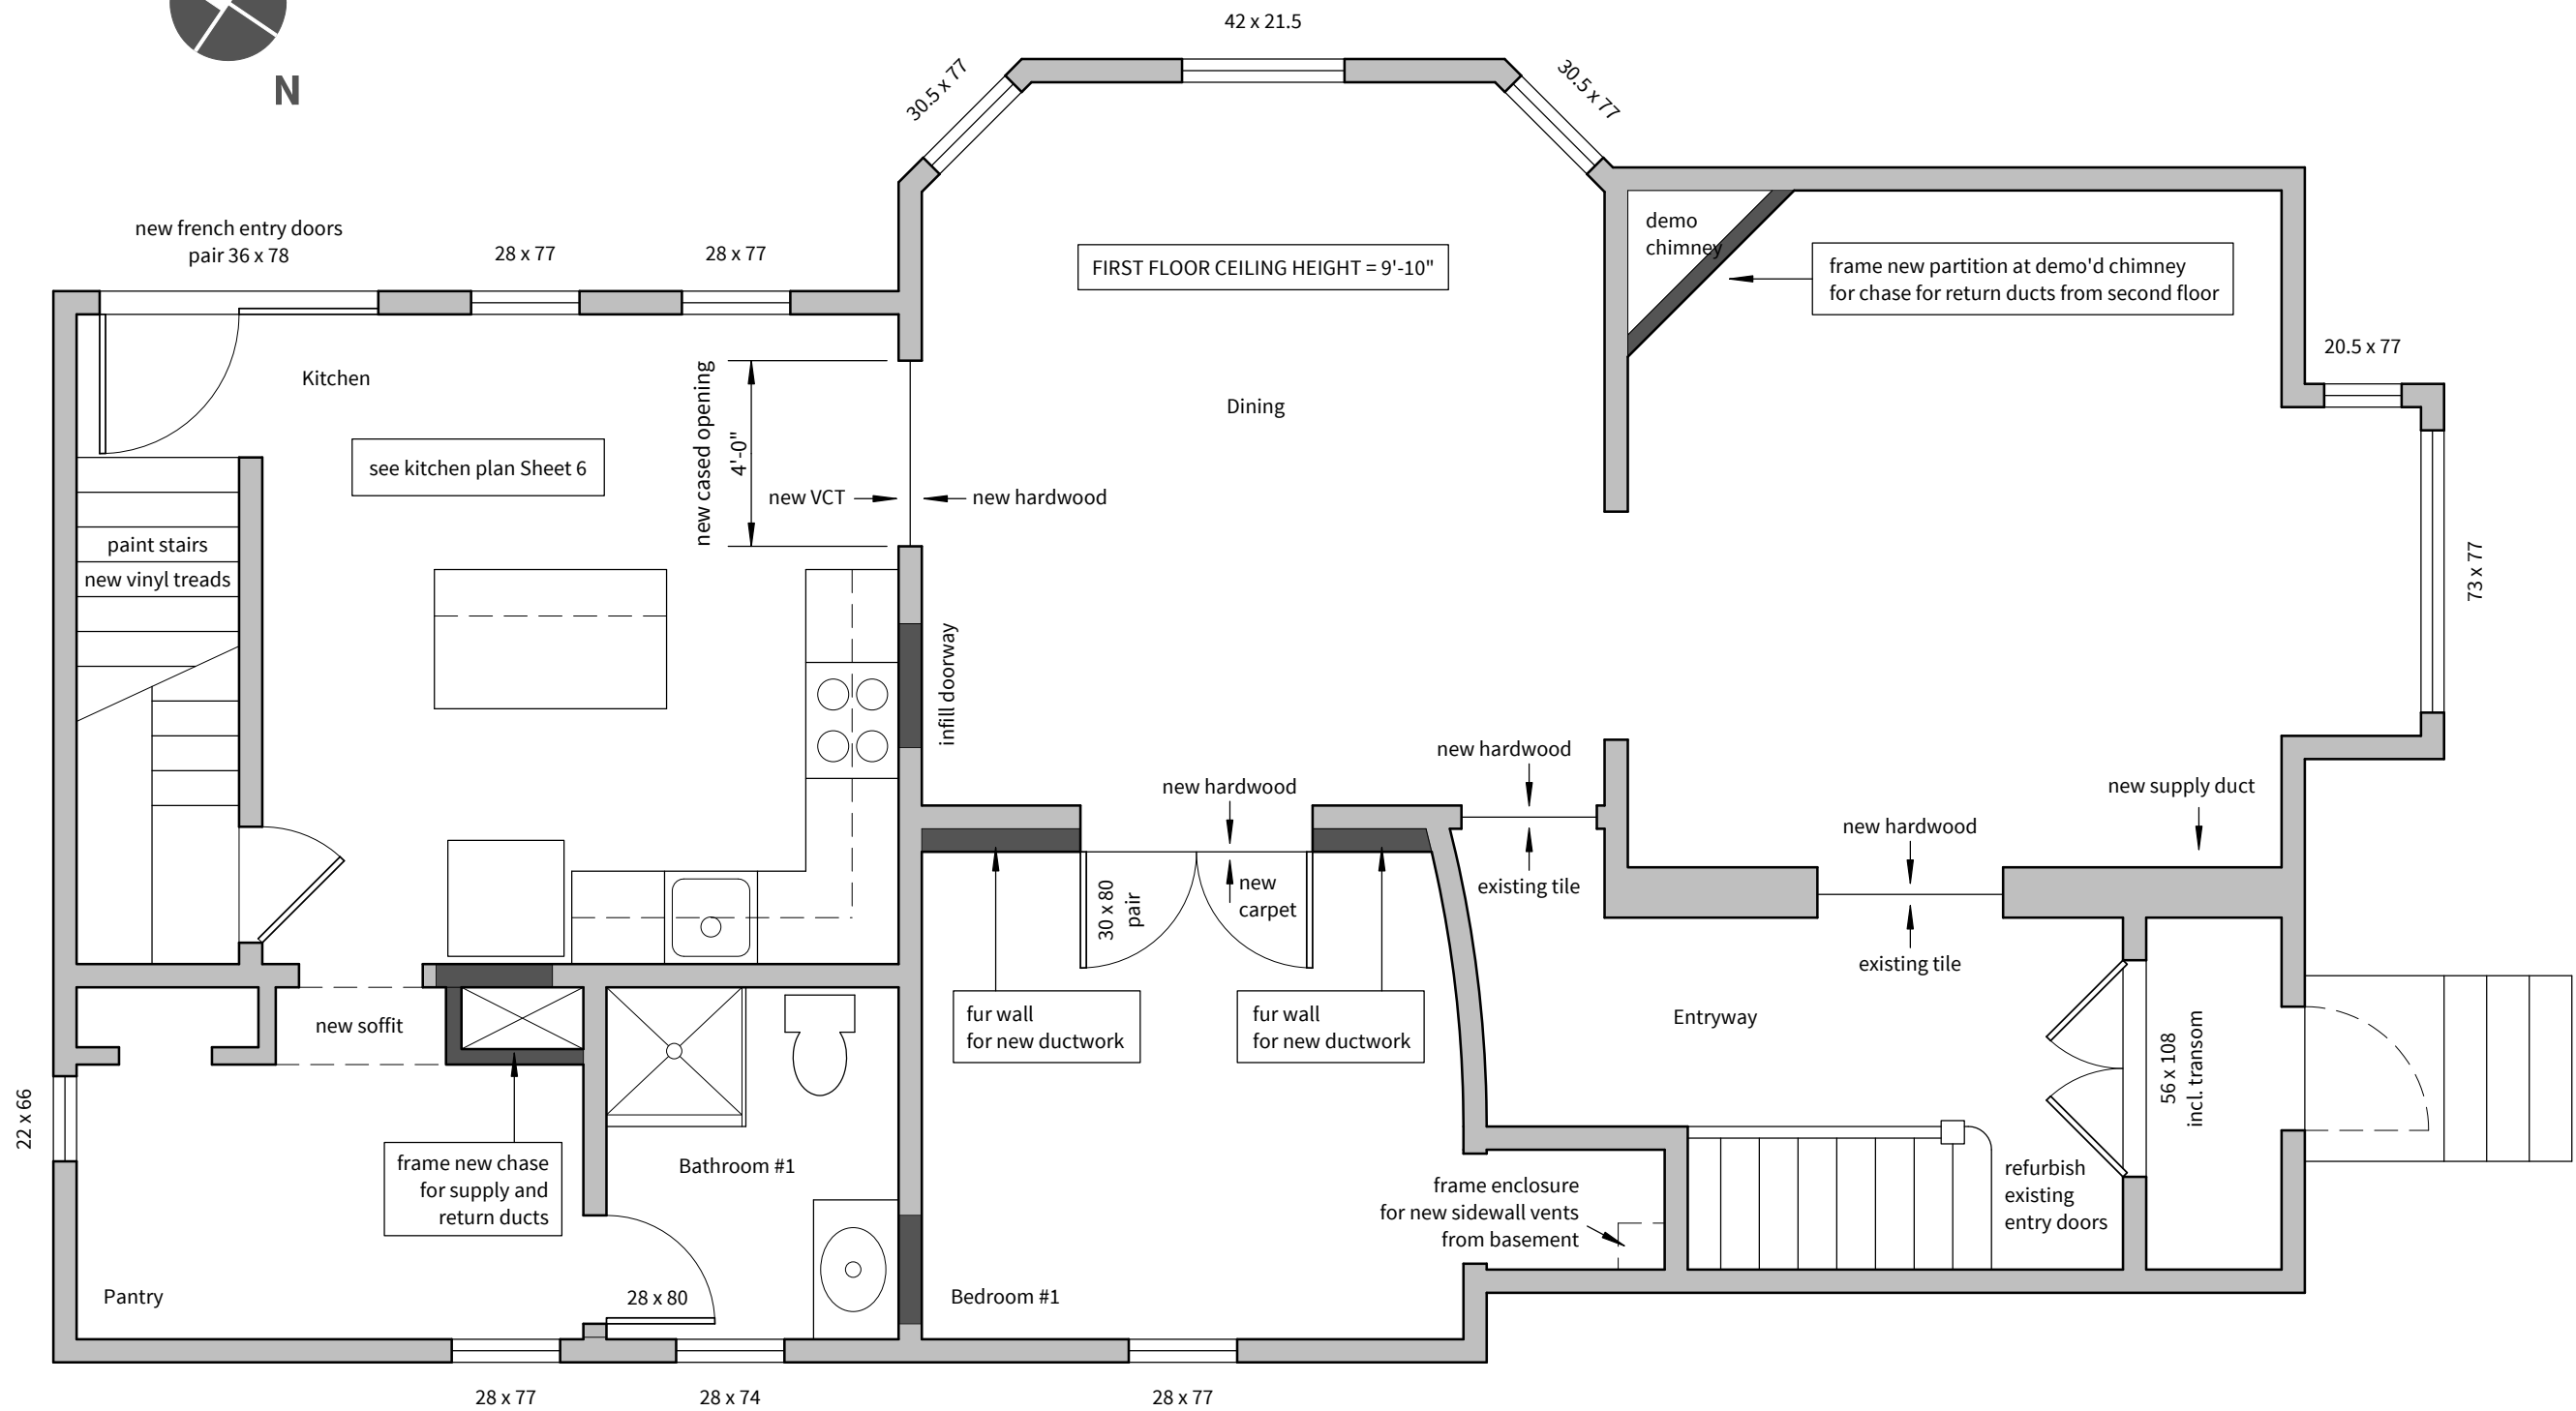 42 x 21.5
30.5 x 77
30.5 x 77
N
new french entry doors
pair 36 x 78
28 x 77
28 x 77
demo
chimney
FIRST FLOOR CEILING HEIGHT = 9'-10"
frame new partition at demo'd chimney
for chase for return ducts from second floor
20.5 x 77
Kitchen
Dining
see kitchen plan Sheet 6
new cased opening
4'-0"
new VCT
new hardwood
paint stairs
new vinyl treads
73 x 77
infill doorway
new hardwood
new hardwood
new supply duct
new hardwood
30 x 80
pair
new
carpet
existing tile
existing tile
fur wall
for new ductwork
fur wall
for new ductwork
Entryway
new soffit
22 x 66
56 x 108
incl. transom
frame new chase
for supply and
return ducts
Bathroom #1
frame enclosure
for new sidewall vents
from basement
refurbish
existing
entry doors
Pantry
28 x 80
Bedroom #1
28 x 77
28 x 74
28 x 77